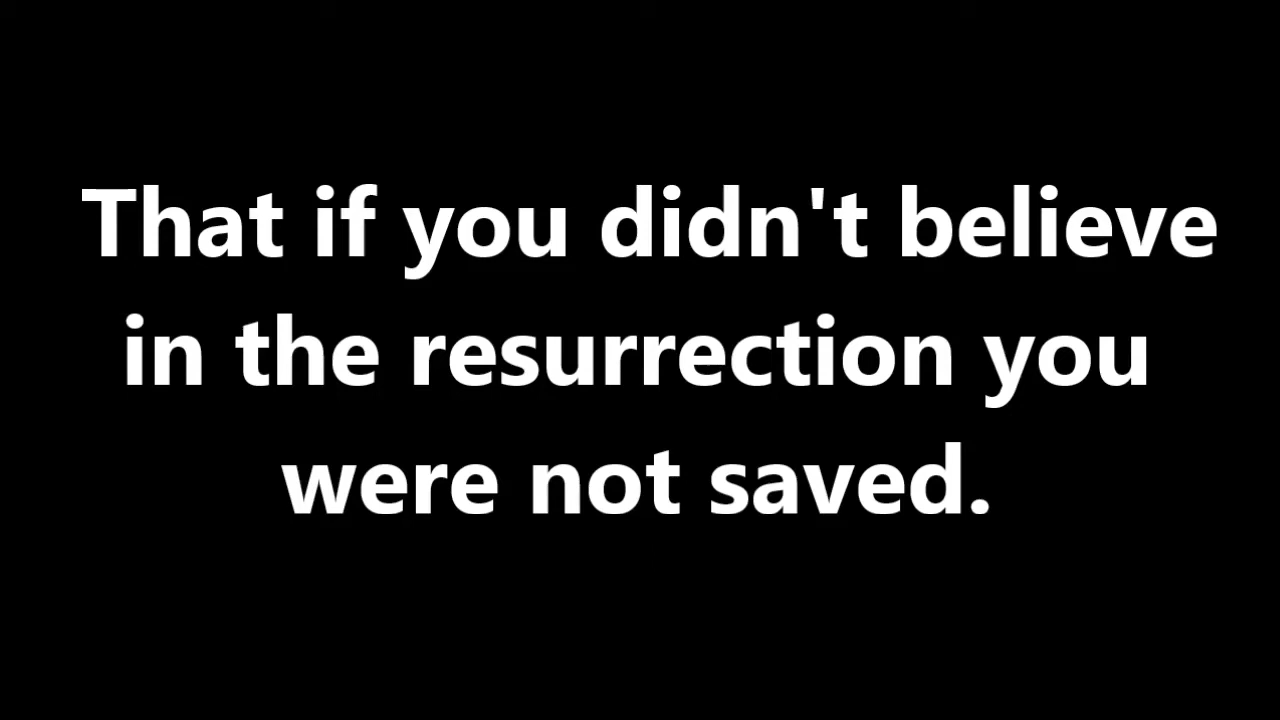 That if you didn't believe
in the resurrection you
were not saved.